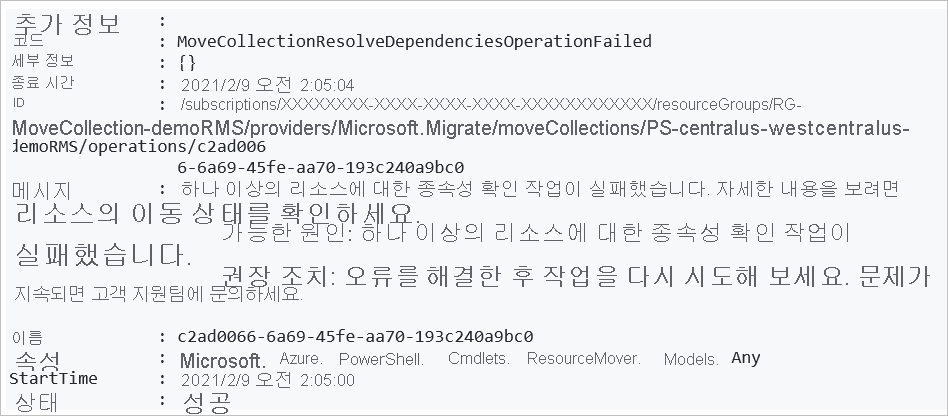 추가 정보 :
코드 : MoveCollectionResolveDependenciesOperationFailed
세부 정보 : {}
종료 시간 : 2021/2/9 오전 2:05:04
ID : /subscriptions/XXXXXXXX-XXXX-XXXX-XXXX-XXXXXXXXXXXX/resourceGroups/RG-
MoveCollection-demoRMS/providers/Microsoft.Migrate/moveCollections/PS-centralus-westcentralus-
demoRMS/operations/c2ad006
6-6a69-45fe-aa70-193c240a9bc0
메시지 : 하나 이상의 리소스에 대한 종속성 확인 작업이 실패했습니다. 자세한 내용을 보려면
리소스의 이동 상태를 확인하세요.
가능한 원인: 하나 이상의 리소스에 대한 종속성 확인 작업이
실패했습니다.
권장 조치: 오류를 해결한 후 작업을 다시 시도해 보세요. 문제가
지속되면 고객 지원팀에 문의하세요.
이름 : c2ad0066-6a69-45fe-aa70-193c240a9bc0
속성 : Microsoft. Azure. PowerShell. Cmdlets. ResourceMover. Models. Any
StartTime : 2021/2/9 오전 2:05:00
상태 : 성공